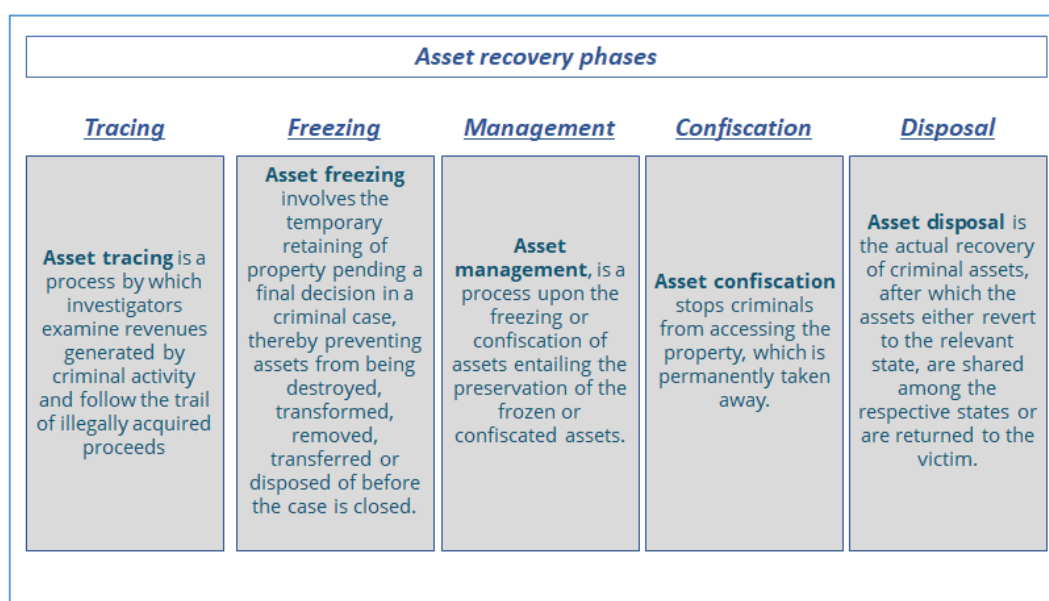 Asset recovery phases
Tracing
Freezing
Management
Confiscation
Disposal
Asset tracing is a
process by which
investigators
examine revenues
generated by
criminal activity
and follow the trail
of illegally acquired
proceeds
Asset freezing
involves the
temporary
retaining of
property pending a
final decision in a
criminal case,
thereby preventing
assets from being
destroyed,
transformed,
removed,
transferred or
disposed of before
the case is closed.
Asset
management, is a
process upon the
freezing or
confiscation of
assets entailing the
preservation of the
frozen or
confiscated assets.
Asset confiscation
stops criminals
from accessing the
property, which is
permanently taken
away.
Asset disposal is
the actual recovery
of criminal assets,
after which the
assets either revert
to the relevant
state, are shared
among the
respective states or
are returned to the
victim.